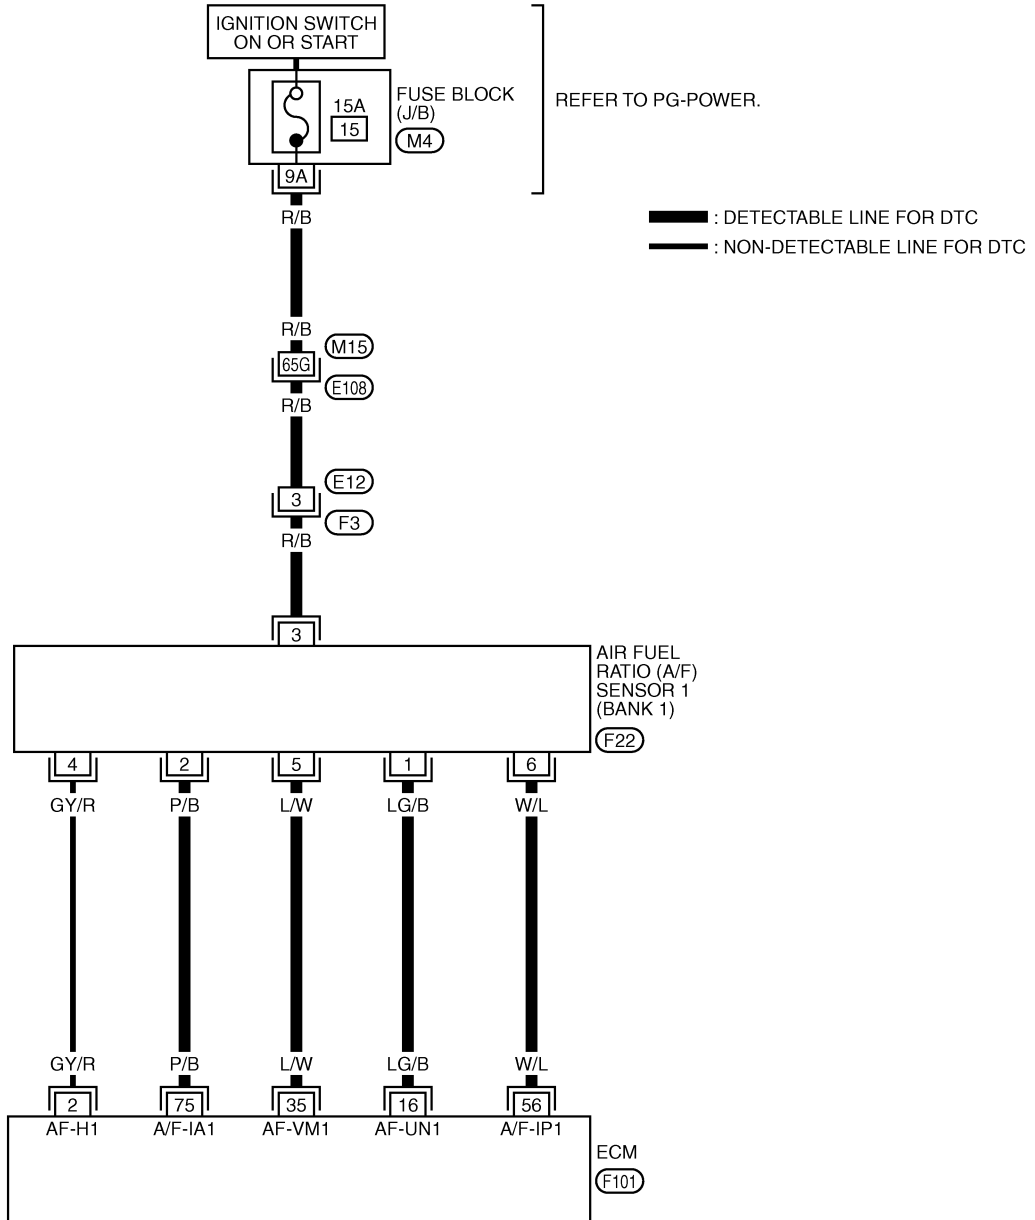 IGNITION SWITCH
ON OR START
FUSE BLOCK
(J/B)
M4
15A
15
REFER TO PG-POWER.
9A
R/B
: DETECTABLE LINE FOR DTC
: NON-DETECTABLE LINE FOR DTC
R/B
M15
65G
E108
R/B
E12
3
F3
R/B
3
AIR FUEL
RATIO (A/F)
SENSOR 1
(BANK 1)
F22
4 2 5 1 6
GY/R P/B L/W LG/B W/L
GY/R P/B L/W LG/B W/L
2 75 35 16 56
AF-H1 A/F-IA1 AF-VM1 AF-UN1 A/F-IP1
ECM
F101